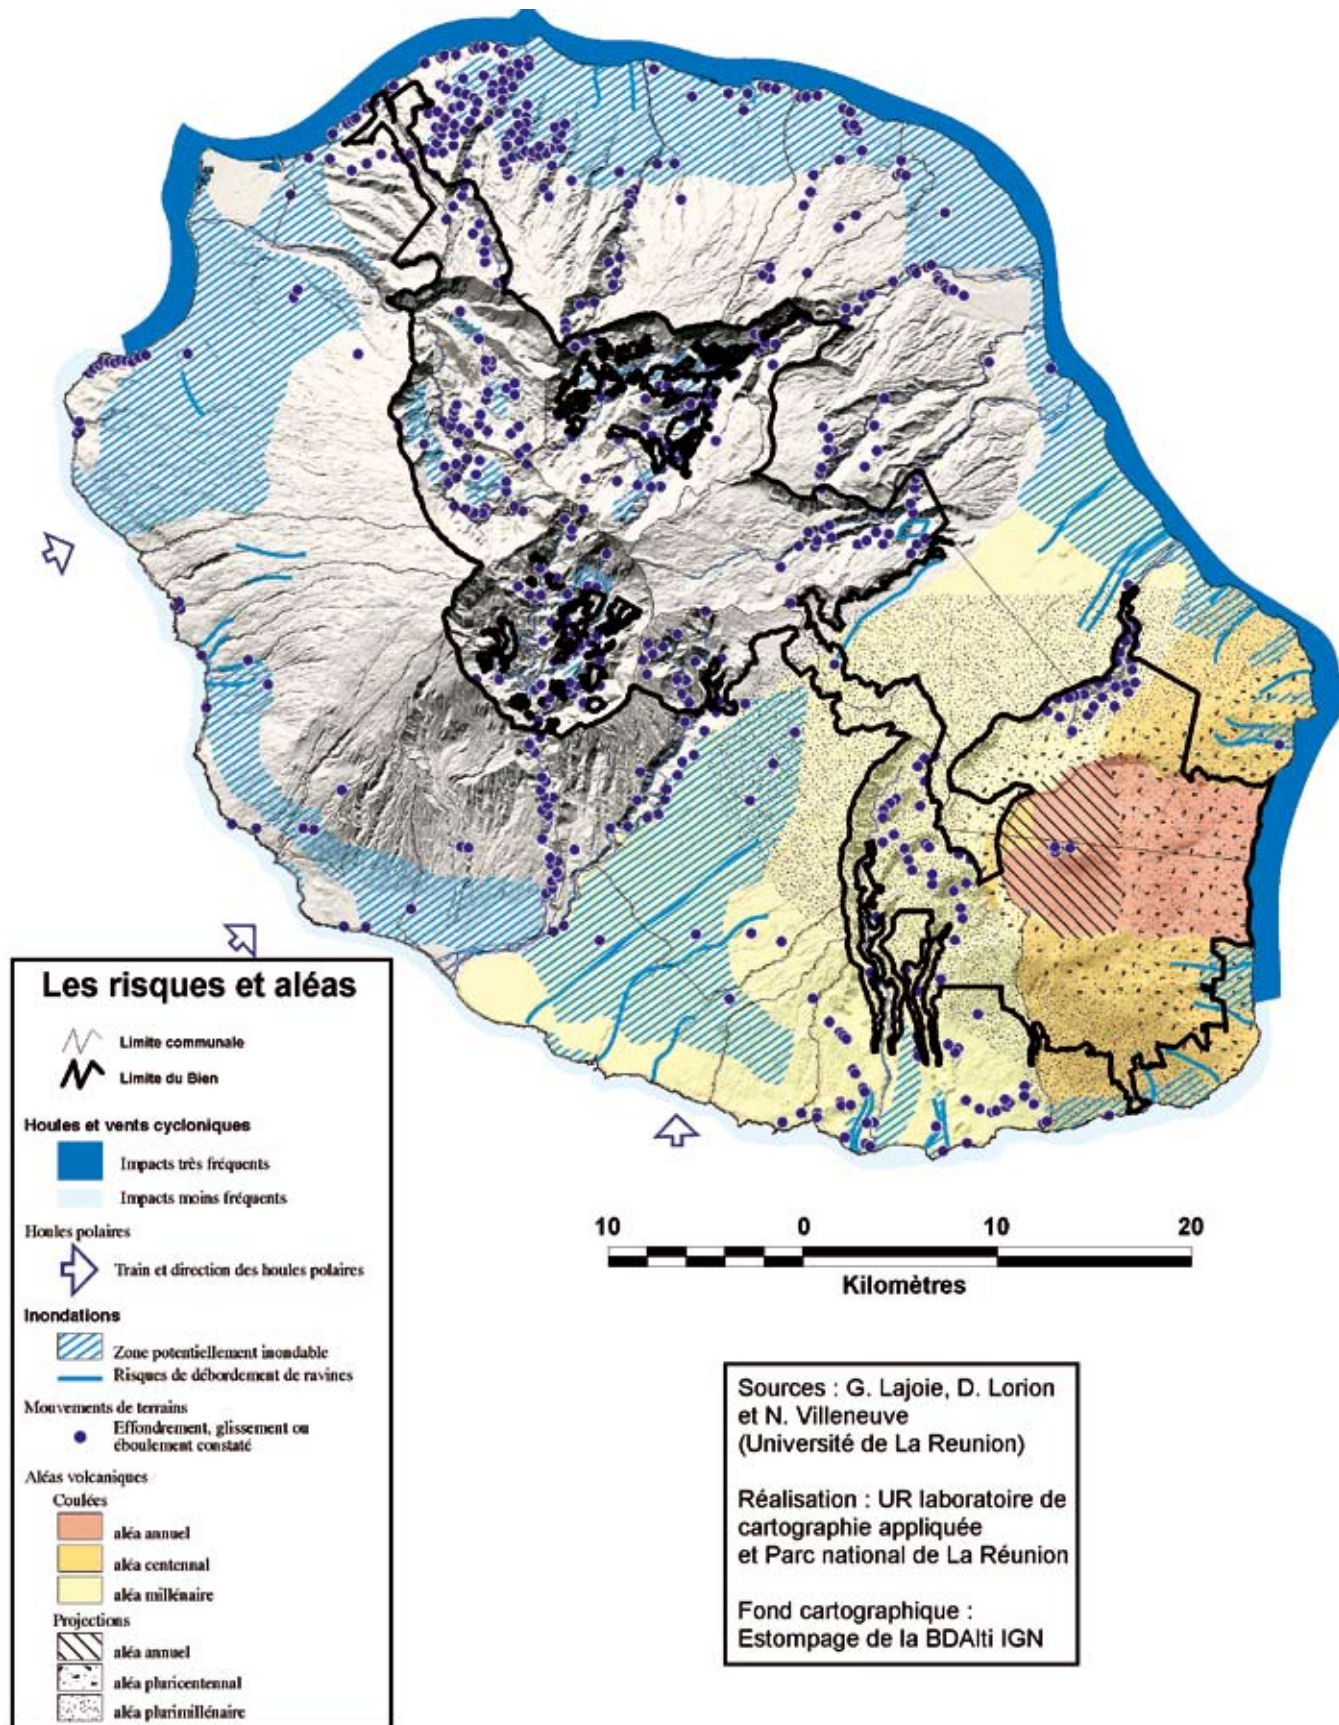 Les risques et aléas
Limite communale
Limite du Bien
Houles et vents cycloniques
Impacts très fréquents
Impacts moins fréquents
Houles polaires
Train et direction des houles polaires
Inondations
Zone potentiellement inondable
Risques de débordement de ravines
Mouvements de terrains
Effondrement, glissement ou
éboulement constaté
Aléas volcaniques
Coulées
aléa annuel
aléa centennal
aléa millénaire
Projections
aléa annuel
aléa pluricentennal
aléa plurimillénaire
10 0 10 20
Kilomètres
Sources : G. Lajoie, D. Lorion
et N. Villeneuve
(Université de La Reunion)
Réalisation : UR laboratoire de
cartographie appliquée
et Parc national de La Réunion
Fond cartographique :
Estompage de la BDAlti IGN